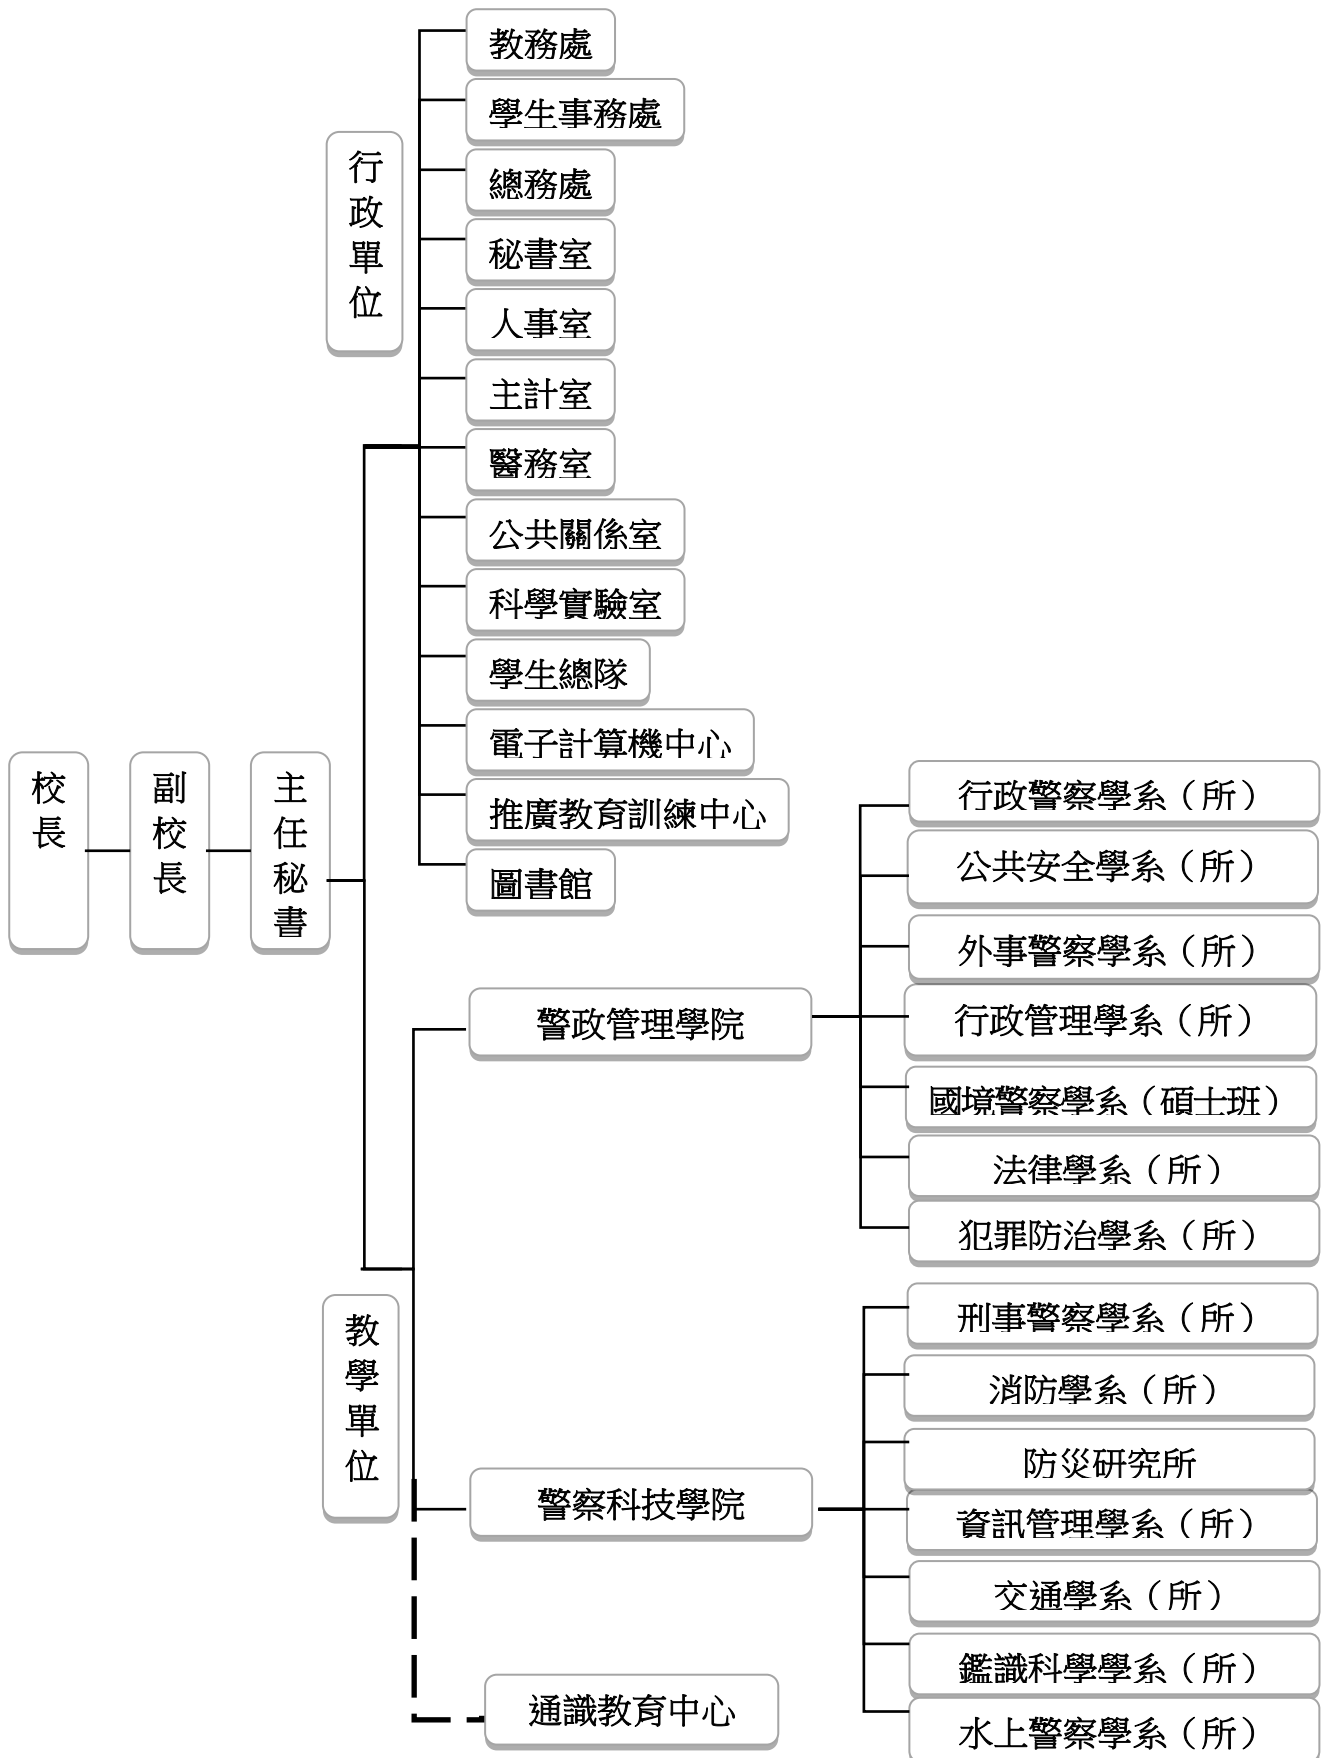 教務處
學生事務處
總務處
秘書室
人事室
主計室
醫務室
公共關係室
科學實驗室
學生總隊
電子計算機中心
推廣教育訓練中心
圖書館
行政單位
校長
副校長
主任秘書
教學單位
警政管理學院
行政警察學系（所）
公共安全學系（所）
外事警察學系（所）
行政管理學系（所）
國境警察學系（碩士班）
法律學系（所）
犯罪防治學系（所）
警察科技學院
刑事警察學系（所）
消防學系（所）
防災研究所
資訊管理學系（所）
交通學系（所）
鑑識科學學系（所）
水上警察學系（所）
通識教育中心